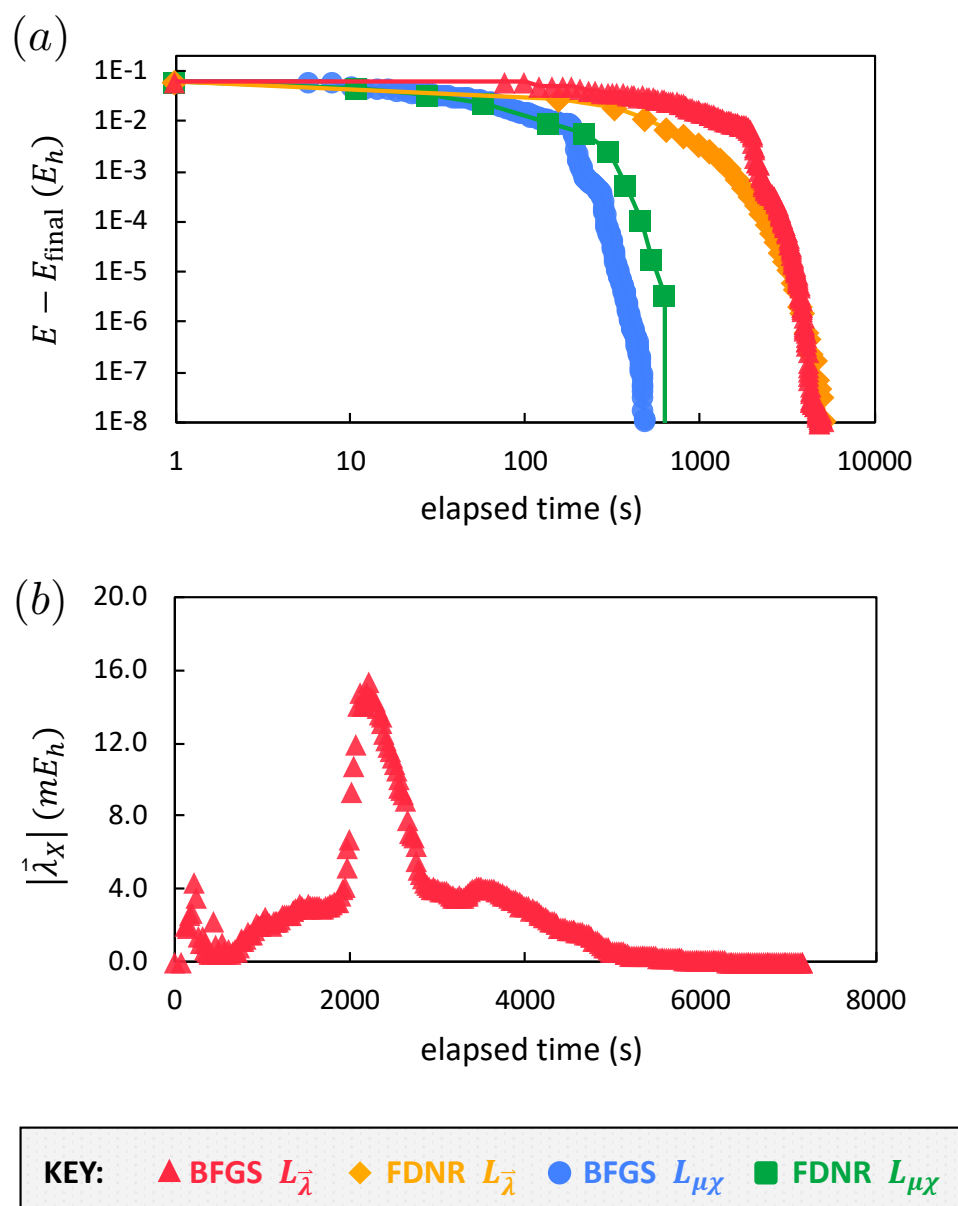 (a)
1E-1
1E-2
1E-3
1E-4
1E-5
1E-6
1E-7
1E-8
E − E_final (E_h)
1 10 100 1000 10000
elapsed time (s)
(b)
20.0
16.0
12.0
8.0
4.0
0.0
|λ⃗_X| (mE_h)
0 2000 4000 6000 8000
elapsed time (s)
KEY: BFGS L_λ⃗ FDNR L_λ⃗ BFGS L_μχ FDNR L_μχ